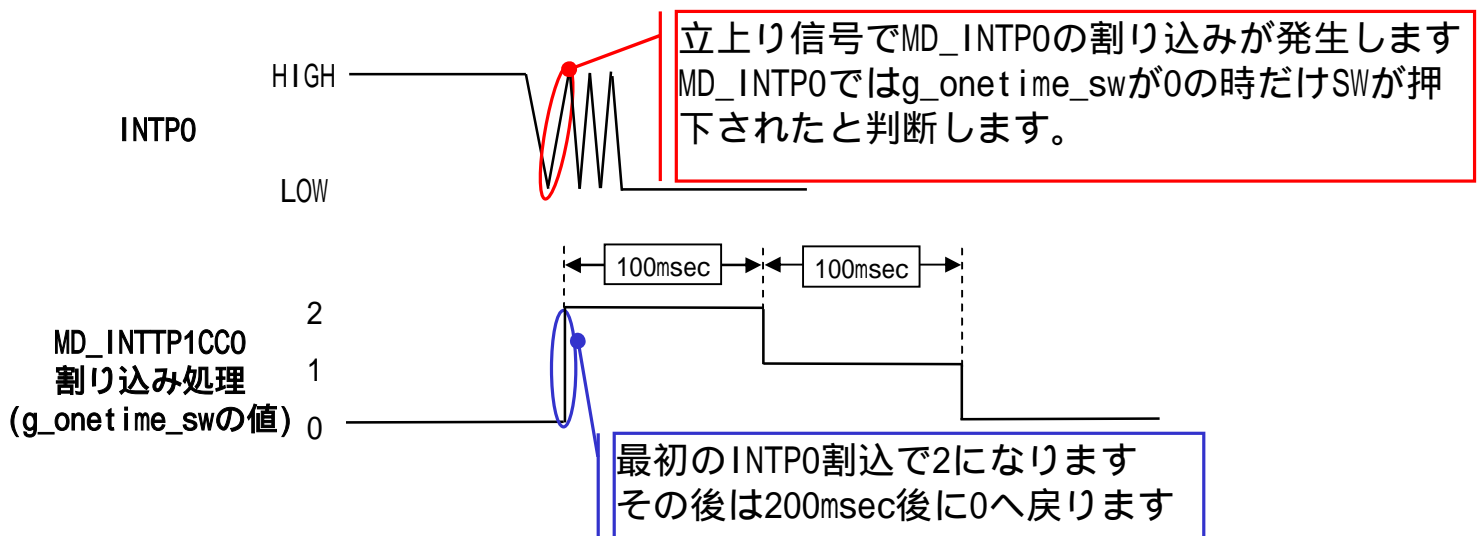 立上り信号でMD_INTP0の割り込みが発生します
MD_INTP0ではg_onetime_swが0の時だけSWが押
下されたと判断します。
HIGH
INTP0
LOW
100msec
100msec
2
MD_INTTP1CC0
1
割り込み処理
(g_onetime_swの値)
0
最初のINTP0割込で2になります
その後は200msec後に0へ戻ります